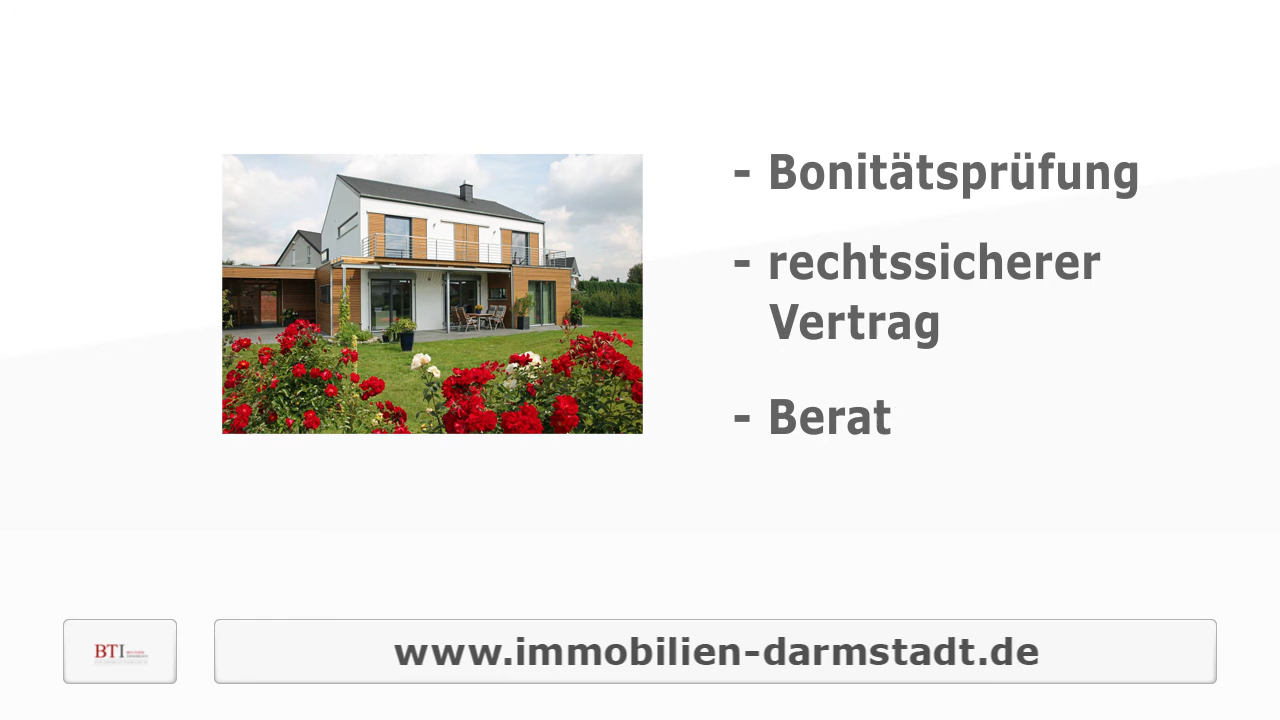 - Bonitätsprüfung
- rechtssicherer
Vertrag
- Berat
BTI
www.immobilien-darmstadt.de